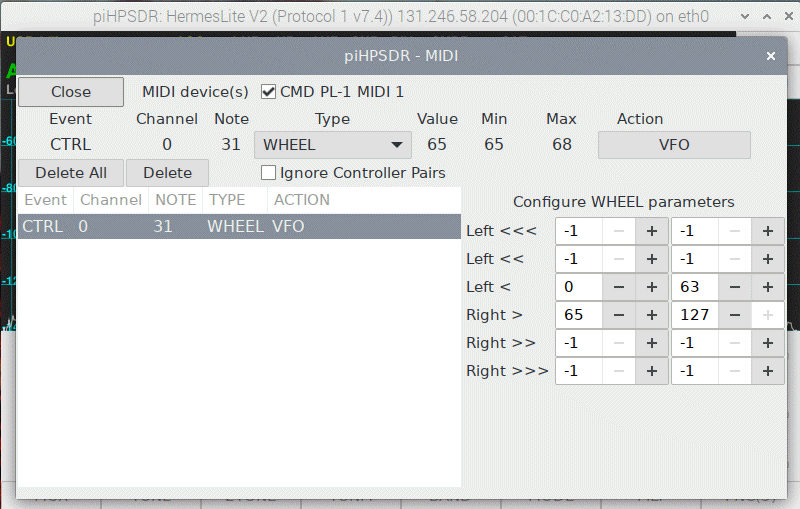 piHPSDR: HermesLite V2 (Protocol 1 v7.4)) 131.246.58.204 (00:1C:C0:A2:13:DD) on eth0
piHPSDR - MIDI
Close MIDI device(s) CMD PL-1 MIDI 1
Event Channel Note Type Value Min Max Action
CTRL 0 31 WHEEL 65 65 68 VFO
Delete All Delete Ignore Controller Pairs
Event Channel NOTE TYPE ACTION
CTRL 0 31 WHEEL VFO
Configure WHEEL parameters
Left <<< -1 − + -1 − +
Left << -1 − + -1 − +
Left < 0 − + 63 − +
Right > 65 − + 127 − +
Right >> -1 − + -1 − +
Right >>> -1 − + -1 − +